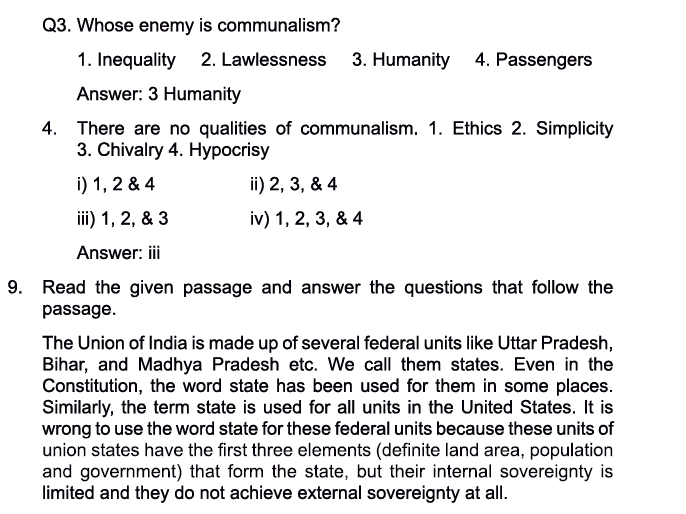 Q3. Whose enemy is communalism?
1. Inequality 2. Lawlessness 3. Humanity 4. Passengers
Answer: 3 Humanity
4. There are no qualities of communalism. 1. Ethics 2. Simplicity
3. Chivalry 4. Hypocrisy
i) 1, 2 & 4 ii) 2, 3, & 4
iii) 1, 2, & 3 iv) 1, 2, 3, & 4
Answer: iii
9. Read the given passage and answer the questions that follow the
passage.
The Union of India is made up of several federal units like Uttar Pradesh,
Bihar, and Madhya Pradesh etc. We call them states. Even in the
Constitution, the word state has been used for them in some places.
Similarly, the term state is used for all units in the United States. It is
wrong to use the word state for these federal units because these units of
union states have the first three elements (definite land area, population
and government) that form the state, but their internal sovereignty is
limited and they do not achieve external sovereignty at all.